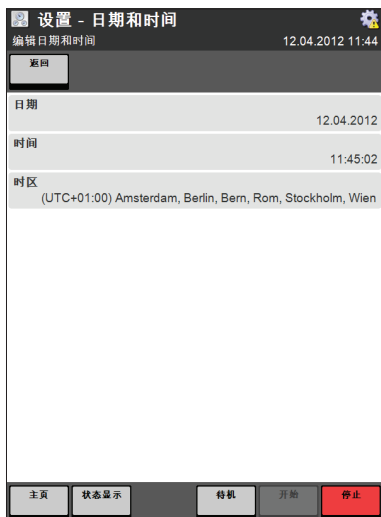 设置 - 日期和时间
编辑日期和时间 12.04.2012 11:44
返回
日期
12.04.2012
时间
11:45:02
时区
(UTC+01:00) Amsterdam, Berlin, Bern, Rom, Stockholm, Wien
主页 状态显示 待机 开始 停止